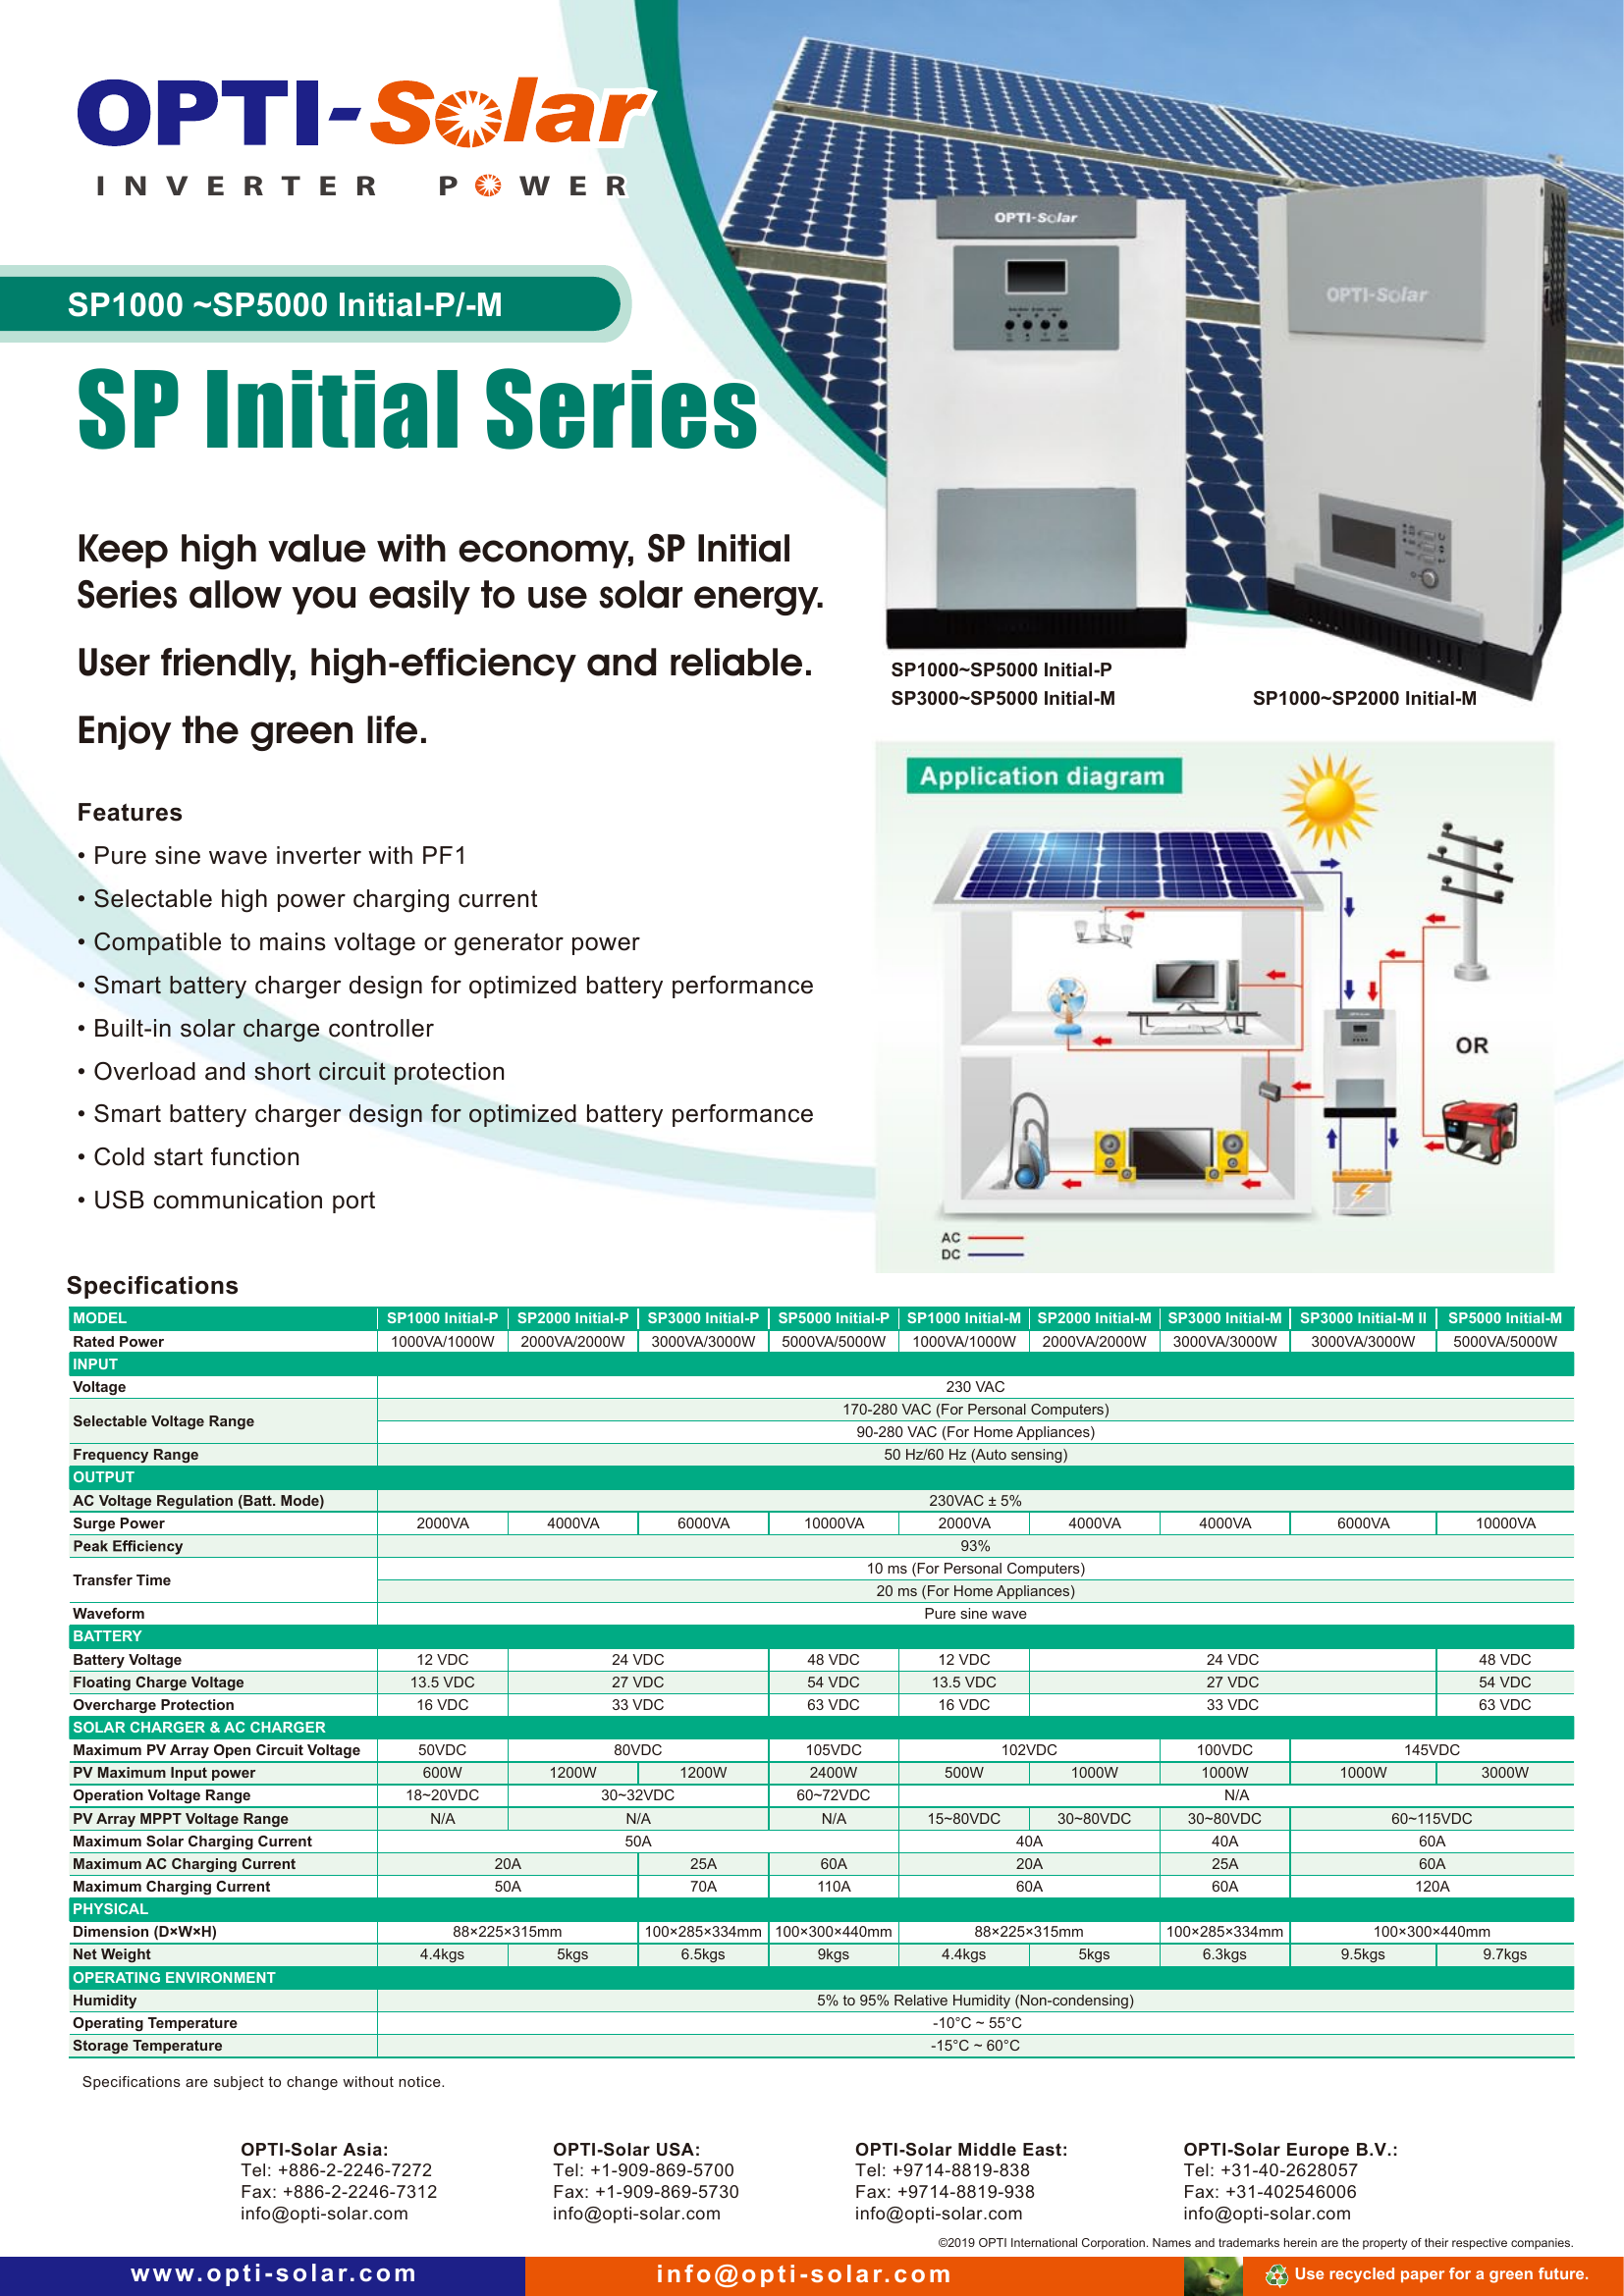 OPTI-Solar
INVERTER POWER
SP1000 ~SP5000 Initial-P/-M
SP Initial Series
Keep high value with economy, SP Initial
Series allow you easily to use solar energy.
User friendly, high-efficiency and reliable.
Enjoy the green life.
OPTI-Solar
OPTI-Solar
SP1000~SP5000 Initial-P
SP3000~SP5000 Initial-M
SP1000~SP2000 Initial-M
Features
• Pure sine wave inverter with PF1
• Selectable high power charging current
• Compatible to mains voltage or generator power
• Smart battery charger design for optimized battery performance
• Built-in solar charge controller
• Overload and short circuit protection
• Smart battery charger design for optimized battery performance
• Cold start function
• USB communication port
Application diagram
OPTI-Solar
OR
AC
DC
Specifications
MODEL SP1000 Initial-P SP2000 Initial-P SP3000 Initial-P SP5000 Initial-P SP1000 Initial-M SP2000 Initial-M SP3000 Initial-M SP3000 Initial-M II SP5000 Initial-M
Rated Power 1000VA/1000W 2000VA/2000W 3000VA/3000W 5000VA/5000W 1000VA/1000W 2000VA/2000W 3000VA/3000W 3000VA/3000W 5000VA/5000W
INPUT
Voltage 230 VAC
Selectable Voltage Range 170-280 VAC (For Personal Computers)
90-280 VAC (For Home Appliances)
Frequency Range 50 Hz/60 Hz (Auto sensing)
OUTPUT
AC Voltage Regulation (Batt. Mode) 230VAC ± 5%
Surge Power 2000VA 4000VA 6000VA 10000VA 2000VA 4000VA 4000VA 6000VA 10000VA
Peak Efficiency 93%
Transfer Time 10 ms (For Personal Computers)
20 ms (For Home Appliances)
Waveform Pure sine wave
BATTERY
Battery Voltage 12 VDC 24 VDC 48 VDC 12 VDC 24 VDC 48 VDC
Floating Charge Voltage 13.5 VDC 27 VDC 54 VDC 13.5 VDC 27 VDC 54 VDC
Overcharge Protection 16 VDC 33 VDC 63 VDC 16 VDC 33 VDC 63 VDC
SOLAR CHARGER & AC CHARGER
Maximum PV Array Open Circuit Voltage 50VDC 80VDC 105VDC 102VDC 100VDC 145VDC
PV Maximum Input power 600W 1200W 1200W 2400W 500W 1000W 1000W 1000W 3000W
Operation Voltage Range 18~20VDC 30~32VDC 60~72VDC N/A
PV Array MPPT Voltage Range N/A N/A N/A 15~80VDC 30~80VDC 30~80VDC 60~115VDC
Maximum Solar Charging Current 50A 40A 40A 60A
Maximum AC Charging Current 20A 25A 60A 20A 25A 60A
Maximum Charging Current 50A 70A 110A 60A 60A 120A
PHYSICAL
Dimension (D×W×H) 88×225×315mm 100×285×334mm 100×300×440mm 88×225×315mm 100×285×334mm 100×300×440mm
Net Weight 4.4kgs 5kgs 6.5kgs 9kgs 4.4kgs 5kgs 6.3kgs 9.5kgs 9.7kgs
OPERATING ENVIRONMENT
Humidity 5% to 95% Relative Humidity (Non-condensing)
Operating Temperature -10°C ~ 55°C
Storage Temperature -15°C ~ 60°C
Specifications are subject to change without notice.
OPTI-Solar Asia:
Tel: +886-2-2246-7272
Fax: +886-2-2246-7312
info@opti-solar.com
OPTI-Solar USA:
Tel: +1-909-869-5700
Fax: +1-909-869-5730
info@opti-solar.com
OPTI-Solar Middle East:
Tel: +9714-8819-838
Fax: +9714-8819-938
info@opti-solar.com
OPTI-Solar Europe B.V.:
Tel: +31-40-2628057
Fax: +31-402546006
info@opti-solar.com
©2019 OPTI International Corporation. Names and trademarks herein are the property of their respective companies.
www.opti-solar.com
info@opti-solar.com
Use recycled paper for a green future.